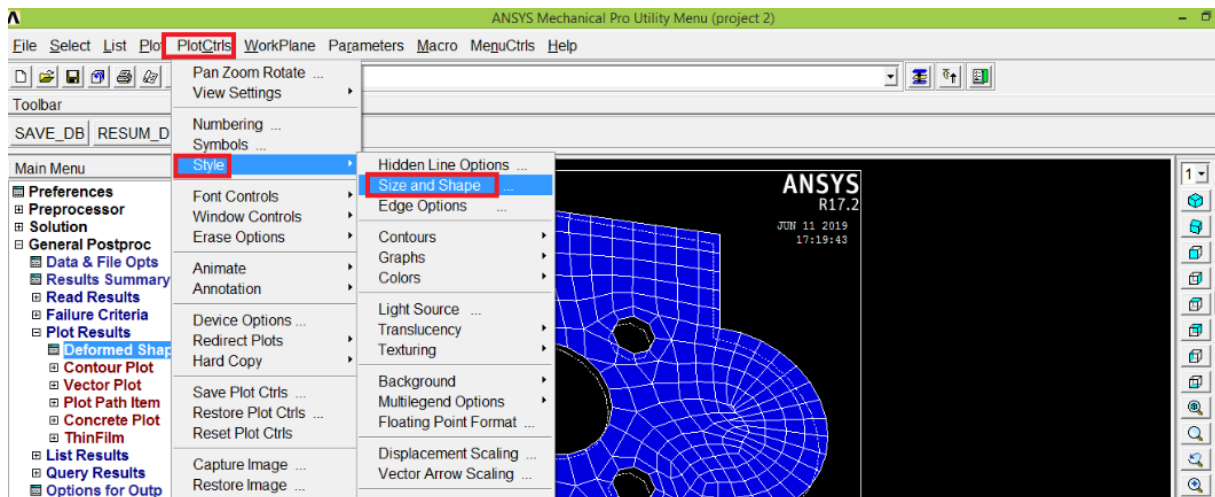 ANSYS Mechanical Pro Utility Menu (project 2)
File Select List Plot PlotCtrls WorkPlane Parameters Macro MenuCtrls Help
Toolbar
SAVE_DB RESUM_D
Main Menu
Preferences
Preprocessor
Solution
General Postproc
Data & File Opts
Results Summary
Read Results
Failure Criteria
Plot Results
Deformed Shap
Contour Plot
Vector Plot
Plot Path Item
Concrete Plot
ThinFilm
List Results
Query Results
Options for Outp
Pan Zoom Rotate ...
View Settings
Numbering ...
Symbols ...
Style
Font Controls
Window Controls
Erase Options
Animate
Annotation
Device Options ...
Redirect Plots
Hard Copy
Save Plot Ctrls ...
Restore Plot Ctrls ...
Reset Plot Ctrls
Capture Image ...
Restore Image ...
Hidden Line Options ...
Size and Shape ...
Edge Options ...
Contours
Graphs
Colors
Light Source ...
Translucency
Texturing
Background
Multilegend Options
Floating Point Format ...
Displacement Scaling ...
Vector Arrow Scaling ...
ANSYS
R17.2
JUN 11 2019
17:19:43
1